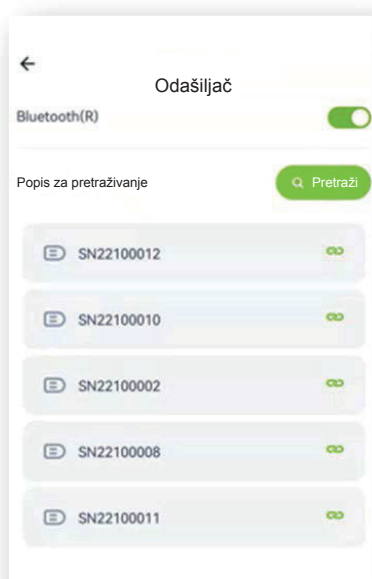 Odašiljač
Bluetooth(R)
Popis za pretraživanje
Pretraži
SN22100012
SN22100010
SN22100002
SN22100008
SN22100011